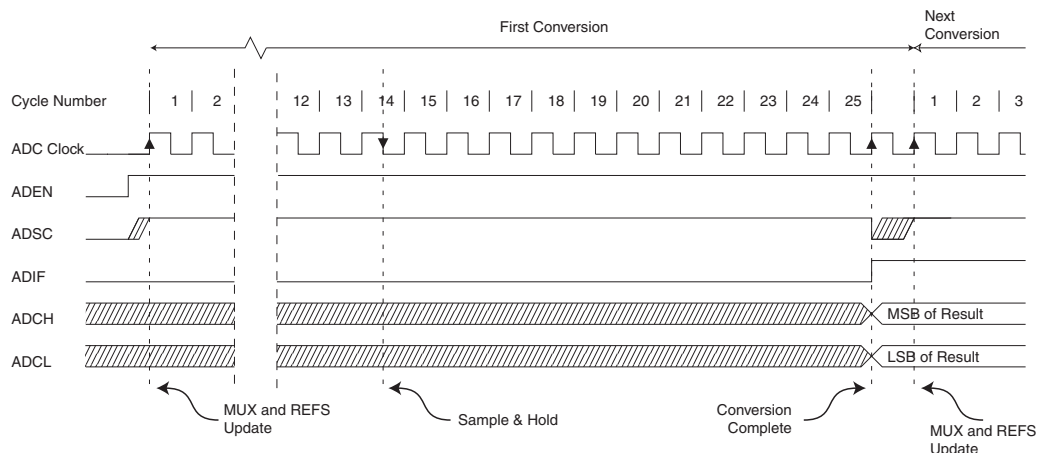 First Conversion
Next
Conversion
Cycle Number 1 2 12 13 14 15 16 17 18 19 20 21 22 23 24 25 1 2 3
ADC Clock
ADEN
ADSC
ADIF
ADCH MSB of Result
ADCL LSB of Result
MUX and REFS
Update
Sample & Hold
Conversion
Complete
MUX and REFS
Update